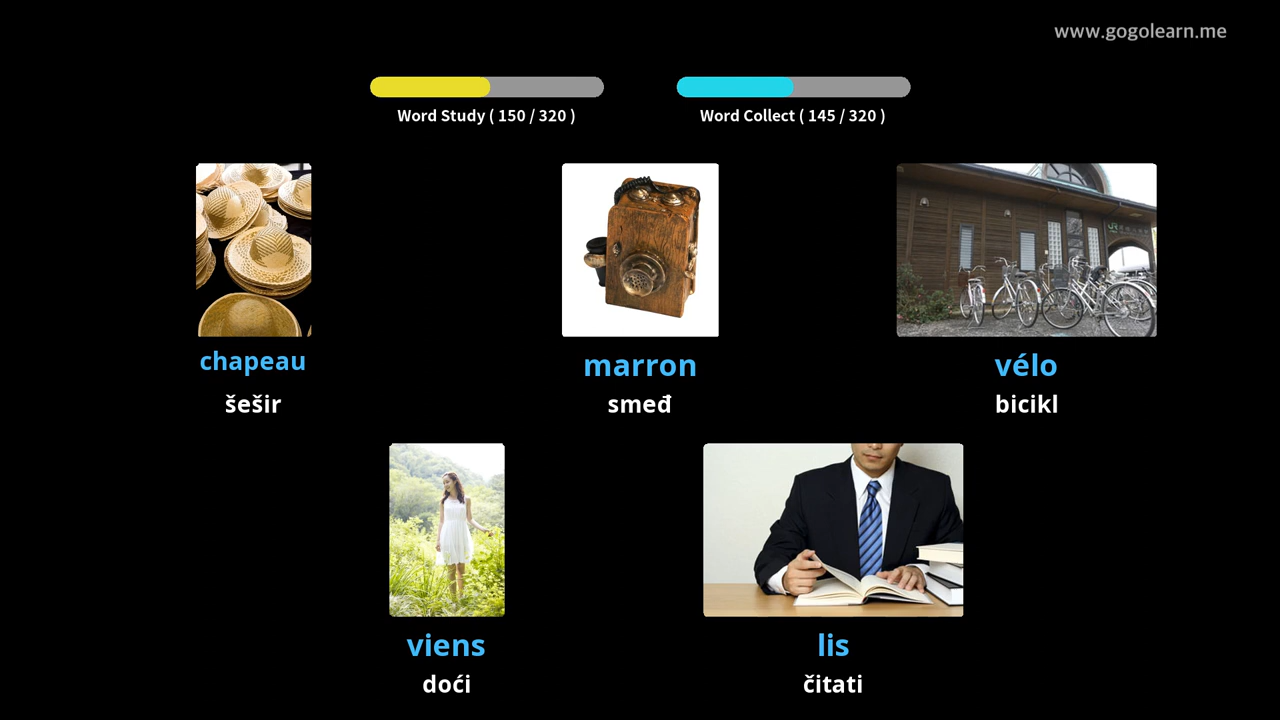 www.gogolearn.me
Word Study ( 150 / 320 )
Word Collect ( 145 / 320 )
chapeau
šešir
marron
smeđ
vélo
bicikl
viens
doći
lis
čitati